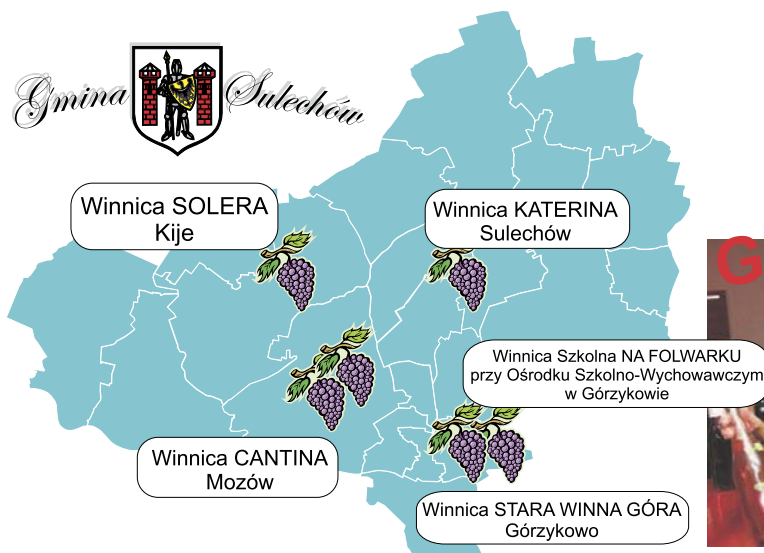 Gmina Sulechów
Winnica SOLERA
Kije
Winnica KATERINA
Sulechów
G
Winnica Szkolna NA FOLWARKU
przy Ośrodku Szkolno-Wychowawczym
w Górzykowie
Winnica CANTINA
Mozów
Winnica STARA WINNA GÓRA
Górzykowo